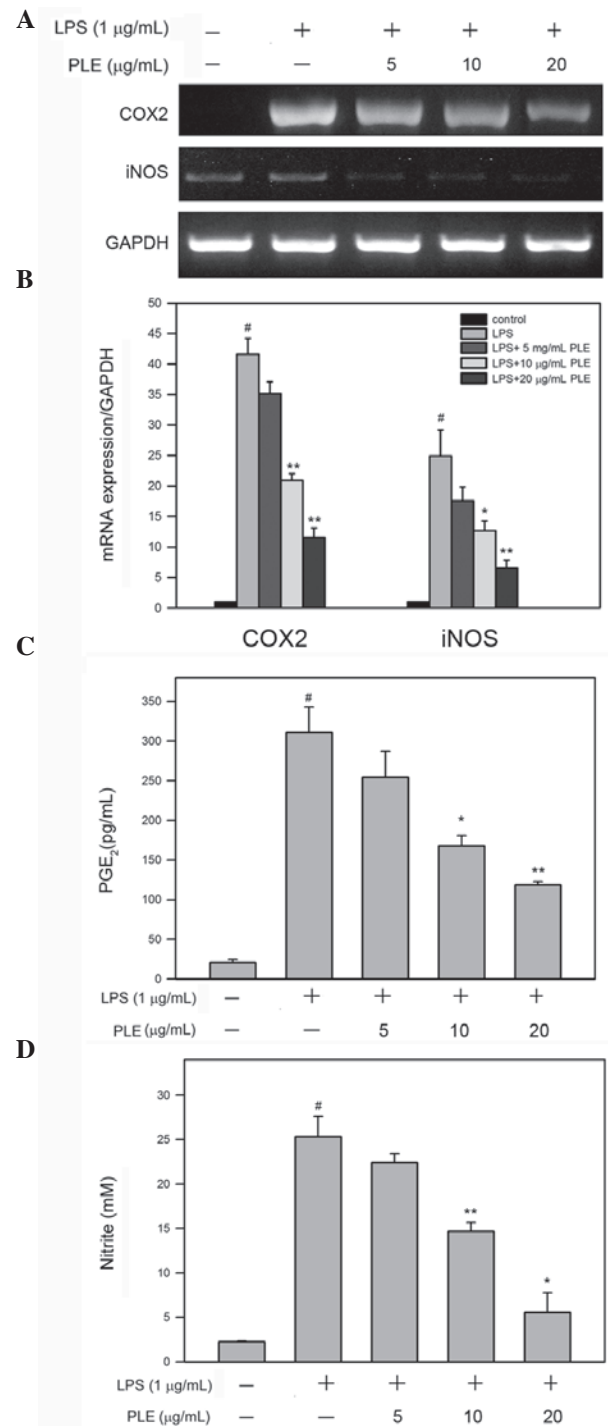 A
LPS (1 μg/mL) — + + + +
PLE (μg/mL) — — 5 10 20
COX2
iNOS
GAPDH
B
mRNA expression/GAPDH
50
45
40
35
30
25
20
15
10
5
0
control
LPS
LPS+ 5 mg/mL PLE
LPS+10 μg/mL PLE
LPS+20 μg/mL PLE
# ** **
# * **
COX2 iNOS
C
PGE2(pg/mL)
350
300
250
200
150
100
50
0
# * **
LPS (1 μg/mL) — + + + +
PLE (μg/mL) — — 5 10 20
D
Nitrite (mM)
30
25
20
15
10
5
0
# ** *
LPS (1 μg/mL) — + + + +
PLE (μg/mL) — — 5 10 20